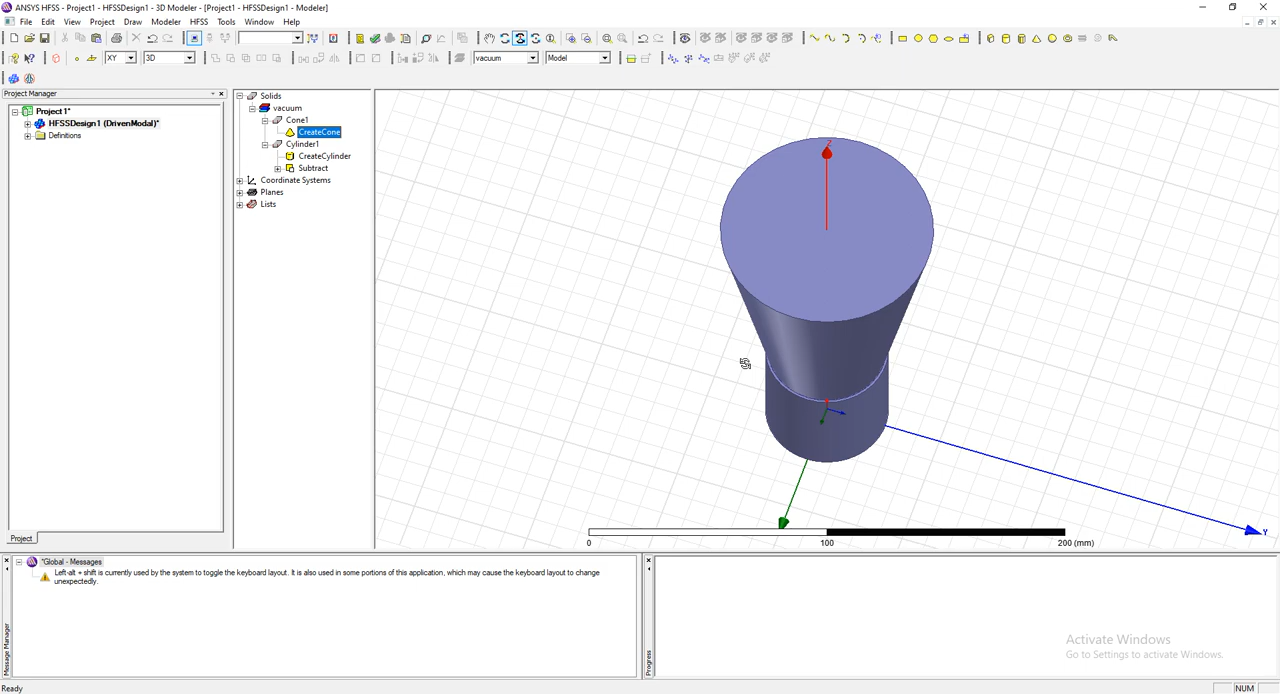 ANSYS HFSS - Project1 - HFSSDesign1 - 3D Modeler - [Project1 - HFSSDesign1 - Modeler]
File Edit View Project Draw Modeler HFSS Tools Window Help
XY 3D vacuum Model
Project Manager
Project1*
HFSSDesign1 (DrivenModal)*
Definitions
Project
Solids
vacuum
Cone1
CreateCone
Cylinder1
CreateCylinder
Subtract
Coordinate Systems
Planes
Lists
Z
Y
0 100 200 (mm)
*Global - Messages
Left-alt + shift is currently used by the system to toggle the keyboard layout. It is also used in some portions of this application, which may cause the keyboard layout to change
unexpectedly.
Message Manager
Progress
Activate Windows
Go to Settings to activate Windows.
Ready
NUM